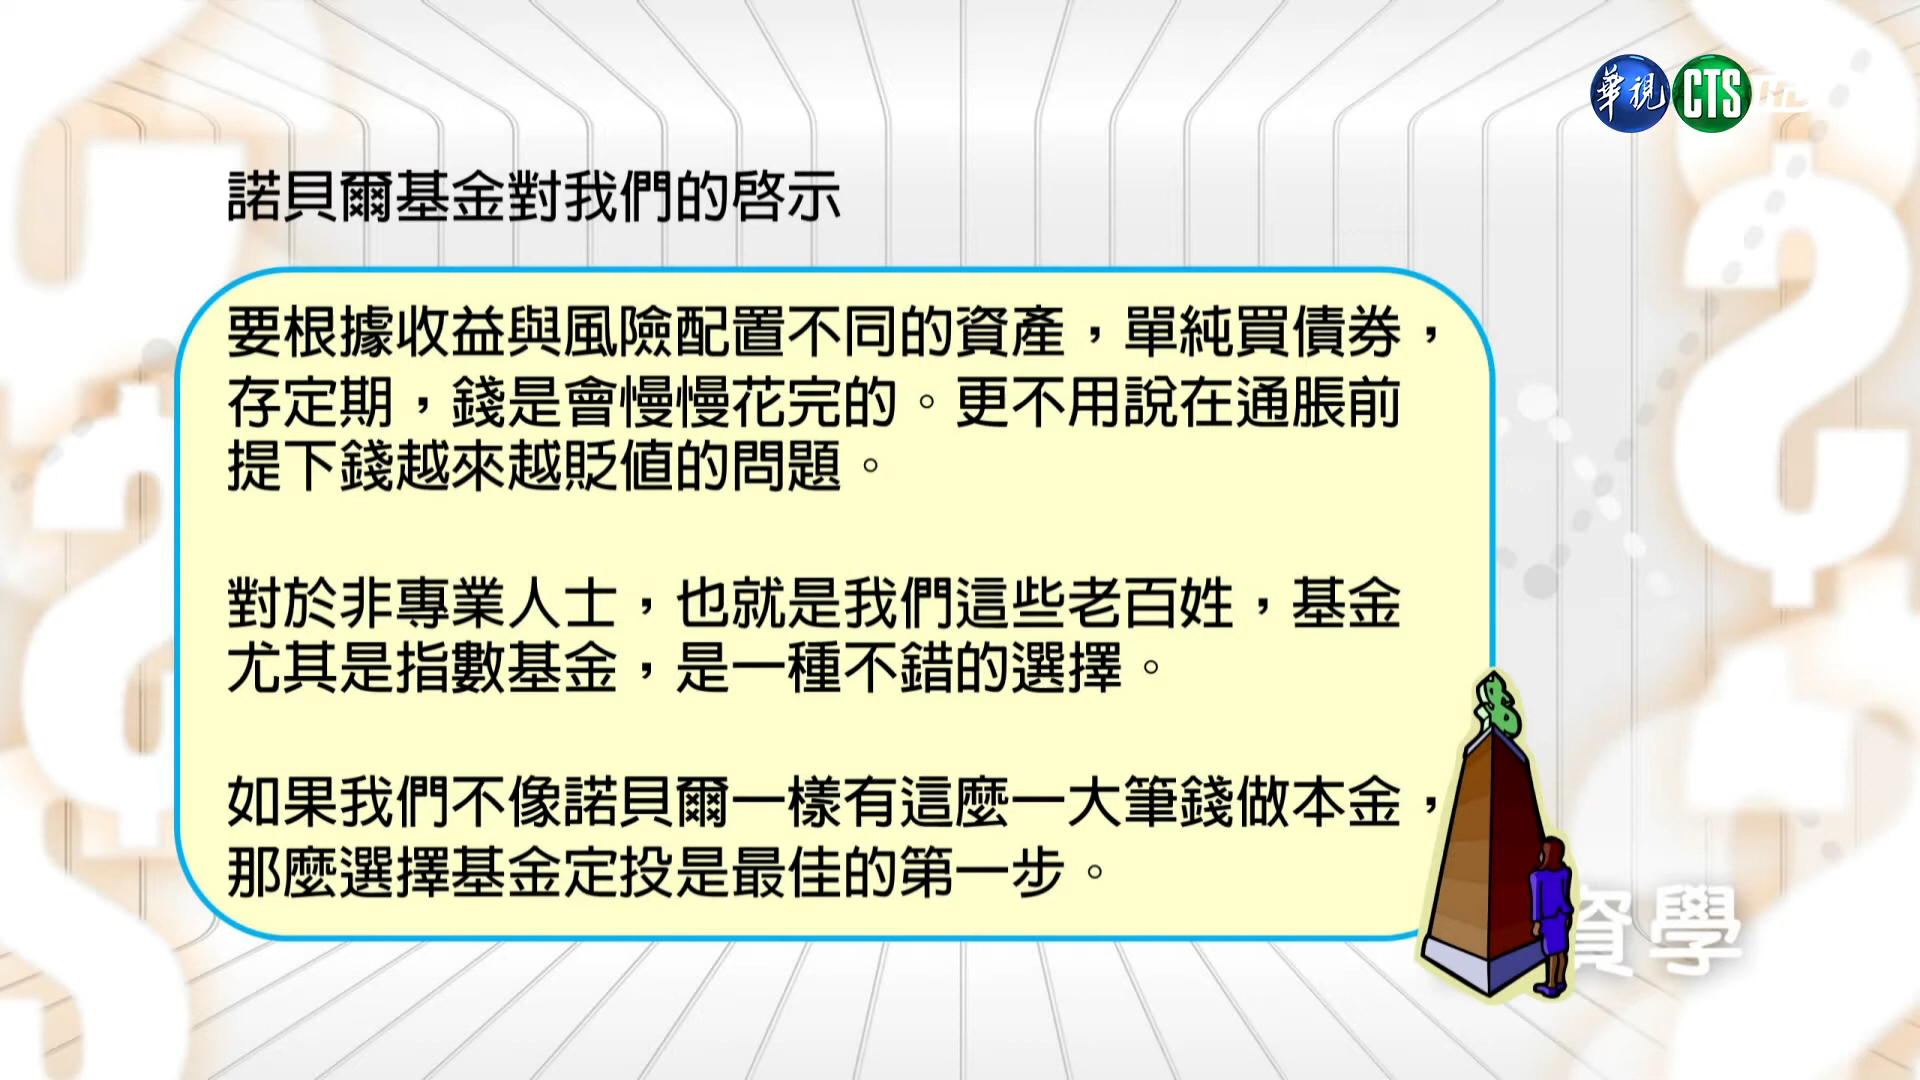 華視 CTS HD
諾貝爾基金對我們的啓示
要根據收益與風險配置不同的資產，單純買債券，
存定期，錢是會慢慢花完的。更不用說在通脹前
提下錢越來越貶值的問題。
對於非專業人士，也就是我們這些老百姓，基金
尤其是指數基金，是一種不錯的選擇。
如果我們不像諾貝爾一樣有這麼一大筆錢做本金，
那麼選擇基金定投是最佳的第一步。
資學